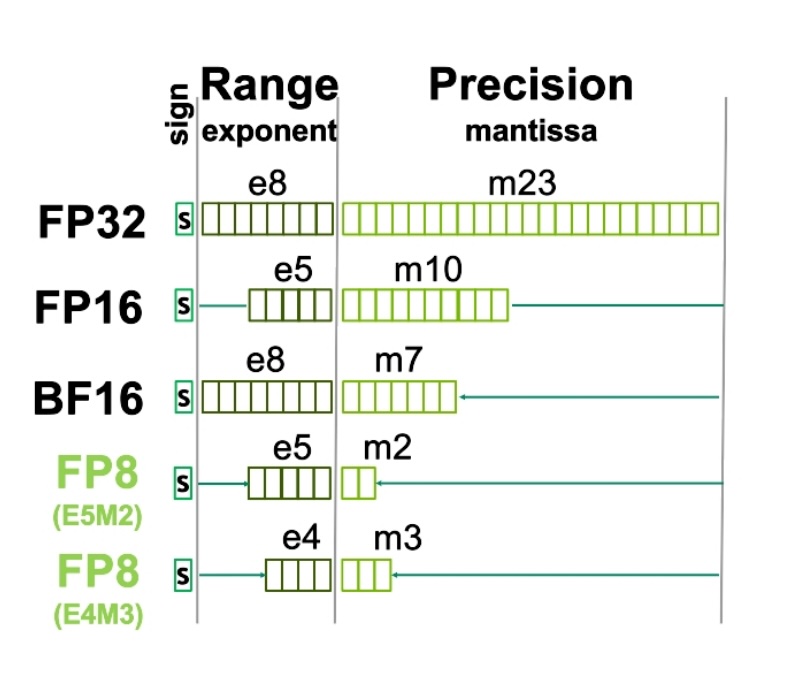 sign Range Precision
exponent mantissa
e8 m23
FP32 S
e5 m10
FP16 S
e8 m7
BF16 S
e5 m2
FP8 S
(E5M2)
e4 m3
FP8 S
(E4M3)